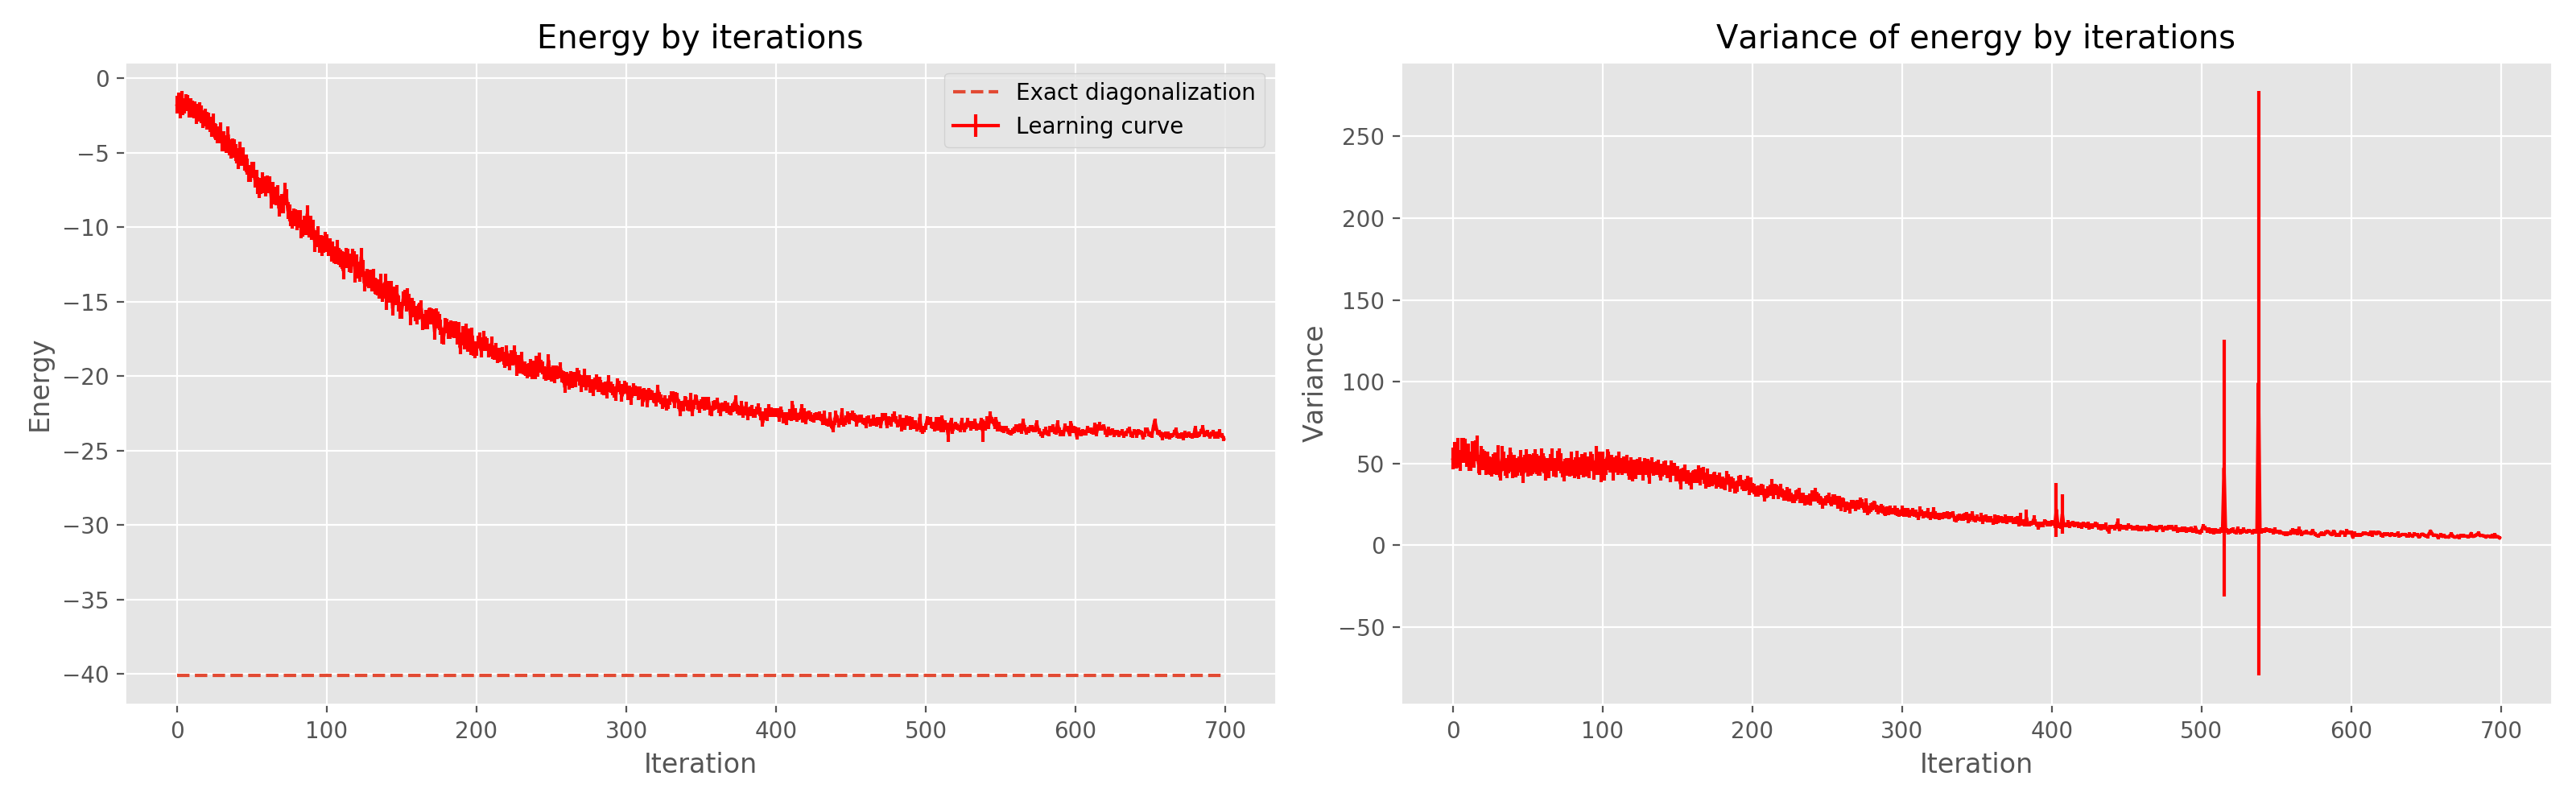 Energy by iterations
Energy
0
−5
−10
−15
−20
−25
−30
−35
−40
Exact diagonalization
Learning curve
0 100 200 300 400 500 600 700
Iteration
Variance of energy by iterations
Variance
250
200
150
100
50
0
−50
0 100 200 300 400 500 600 700
Iteration